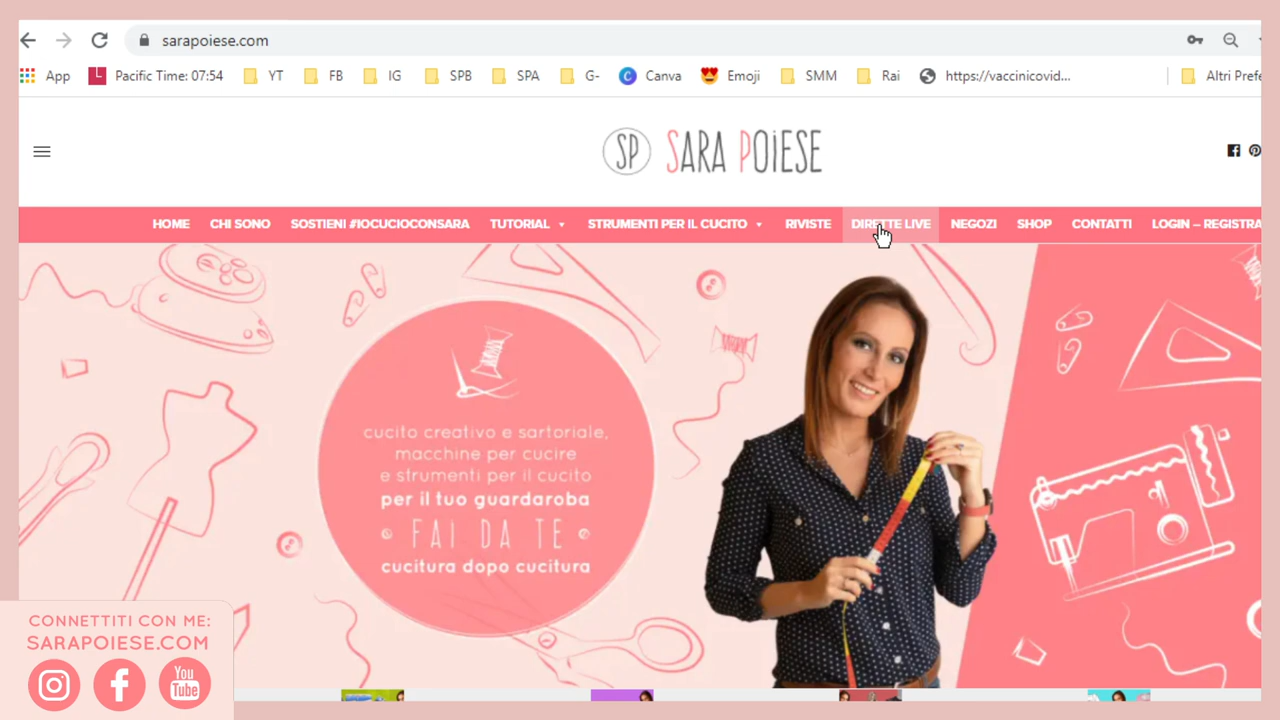 sarapoiese.com
App Pacific Time: 07:54 YT FB IG SPB SPA G- Canva Emoji SMM Rai https://vaccinicovid... Altri Prefe
SP SARA POIESE
HOME CHI SONO SOSTIENI #IOCUCIOCONSARA TUTORIAL STRUMENTI PER IL CUCITO RIVISTE DIRETTE LIVE NEGOZI SHOP CONTATTI LOGIN – REGISTRA
cucito creativo e sartoriale,
macchine per cucire
e strumenti per il cucito
per il tuo guardaroba
FAI DA TE
cucitura dopo cucitura
CONNETTITI CON ME:
SARAPOIESE.COM
You
Tube